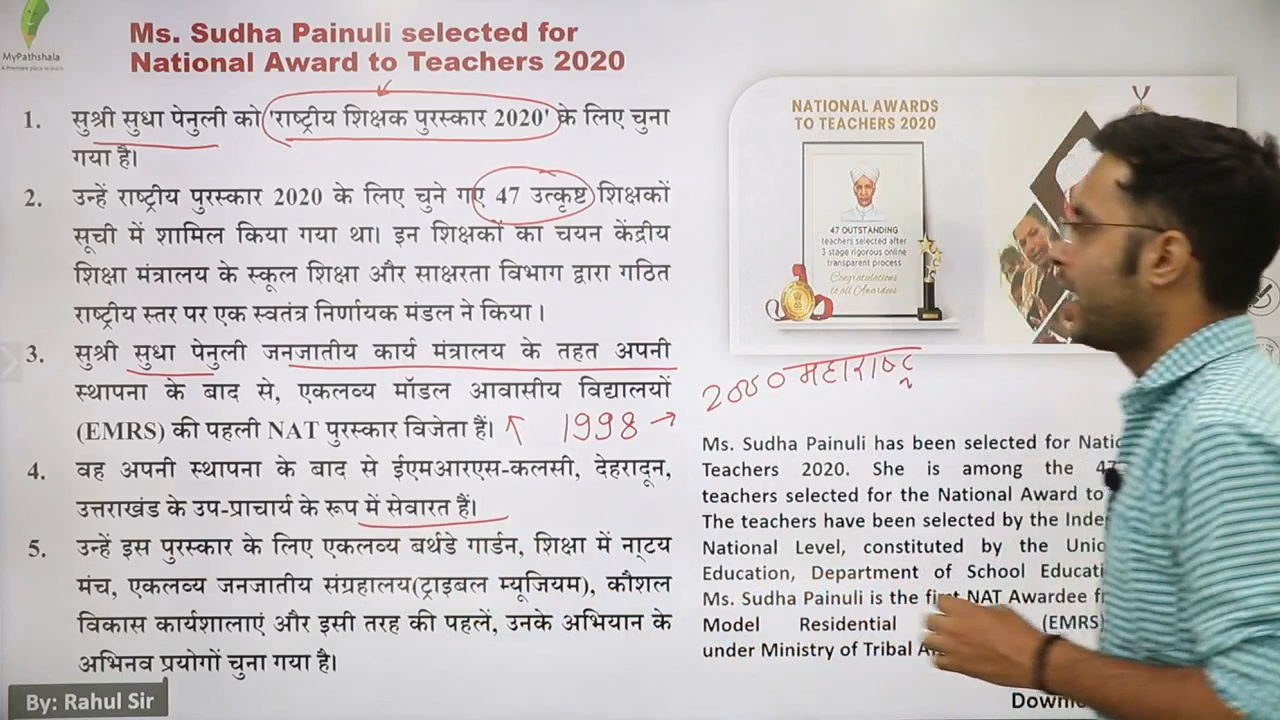 MyPathshala
Ms. Sudha Painuli selected for
National Award to Teachers 2020
1. सुश्री सुधा पेनुली को 'राष्ट्रीय शिक्षक पुरस्कार 2020' के लिए चुना
गया है।
2. उन्हें राष्ट्रीय पुरस्कार 2020 के लिए चुने गए 47 उत्कृष्ट शिक्षकों
सूची में शामिल किया गया था। इन शिक्षकों का चयन केंद्रीय
शिक्षा मंत्रालय के स्कूल शिक्षा और साक्षरता विभाग द्वारा गठित
राष्ट्रीय स्तर पर एक स्वतंत्र निर्णायक मंडल ने किया ।
3. सुश्री सुधा पेनुली जनजातीय कार्य मंत्रालय के तहत अपनी
स्थापना के बाद से, एकलव्य मॉडल आवासीय विद्यालयों
(EMRS) की पहली NAT पुरस्कार विजेता हैं।
1998
4. वह अपनी स्थापना के बाद से ईएमआरएस-कलसी, देहरादून,
उत्तराखंड के उप-प्राचार्य के रूप में सेवारत हैं।
5. उन्हें इस पुरस्कार के लिए एकलव्य बर्थडे गार्डन, शिक्षा में नाटय
मंच, एकलव्य जनजातीय संग्रहालय(ट्राइबल म्यूजियम), कौशल
विकास कार्यशालाएं और इसी तरह की पहलें, उनके अभियान के
अभिनव प्रयोगों चुना गया है।
By: Rahul Sir
NATIONAL AWARDS
TO TEACHERS 2020
47 OUTSTANDING
teachers selected after
3 stage rigorous online
transparent process
Congratulations
to all Awardees
2000 महाराष्ट्र
Ms. Sudha Painuli has been selected for
Teachers 2020. She is among the 47
teachers selected for the National Award to
The teachers have been selected by the
National Level, constituted by the
Education, Department of School
Ms. Sudha Painuli is the first NAT Awardee
Model Residential (EMRS)
under Ministry of Tribal